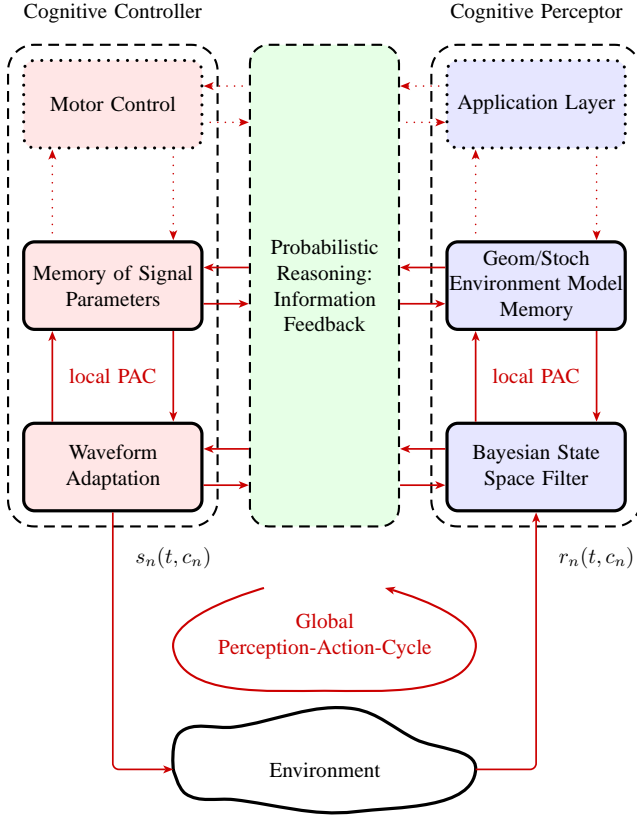 Cognitive Controller
Cognitive Perceptor
Motor Control
Application Layer
Probabilistic
Reasoning:
Information
Feedback
Memory of Signal
Parameters
Geom/Stoch
Environment Model
Memory
local PAC
local PAC
Waveform
Adaptation
Bayesian State
Space Filter
s_n(t, c_n)
r_n(t, c_n)
Global
Perception-Action-Cycle
Environment